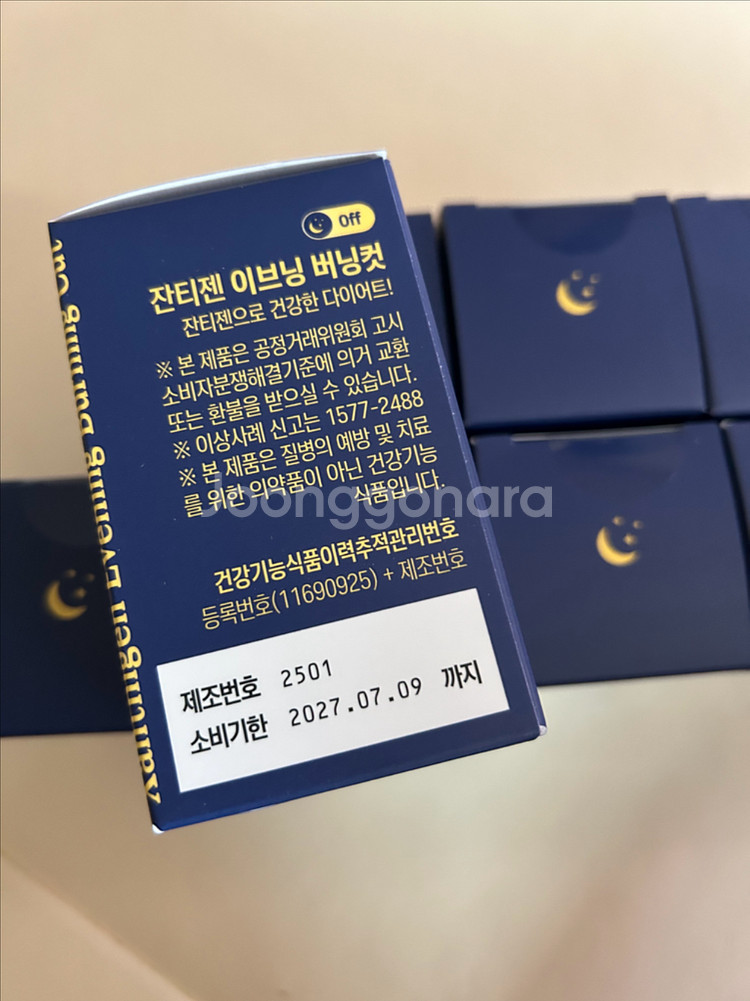 Off
잔티젠 이브닝 버닝컷
잔티젠으로 건강한 다이어트!
※ 본 제품은 공정거래위원회 고시
소비자분쟁해결기준에 의거 교환
또는 환불을 받으실 수 있습니다.
※ 이상사례 신고는 1577-2488
※ 본 제품은 질병의 예방 및 치료
를 위한 의약품이 아닌 건강기능
식품입니다.
Joonggonara
건강기능식품이력추적관리번호
등록번호(11690925) + 제조번호
제조번호 2501
소비기한 2027.07.09 까지
Xanthigen Evening Burning Cut